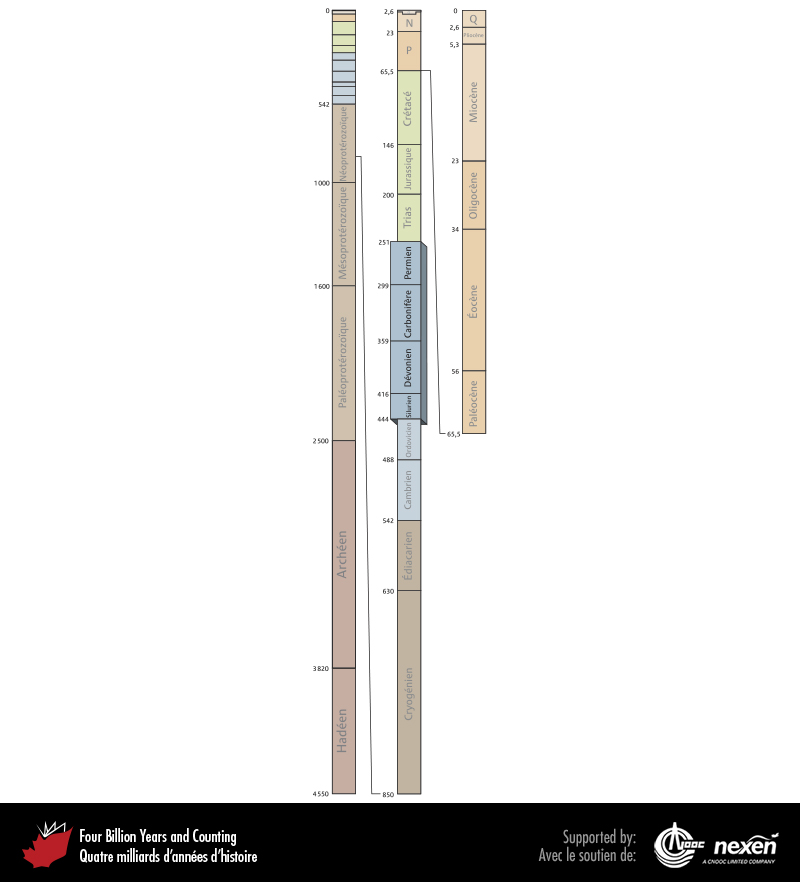 0
542
1000
1600
2500
3820
4550
Néoprotérozoïque
Mésoprotérozoïque
Paléoprotérozoïque
Archéen
Hadéen
2,6
23
65,5
146
200
251
299
359
416
444
488
542
630
850
N
P
Crétacé
Jurassique
Trias
Permien
Carbonifère
Dévonien
Silurien
Ordovicien
Cambrien
Édiacarien
Cryogénien
0
2,6
5,3
23
34
56
65,5
Q
Pliocène
Miocène
Oligocène
Éocène
Paléocène
Four Billion Years and Counting
Quatre milliards d'années d'histoire
Supported by:
Avec le soutien de:
CNOOC
nexen
A CNOOC LIMITED COMPANY